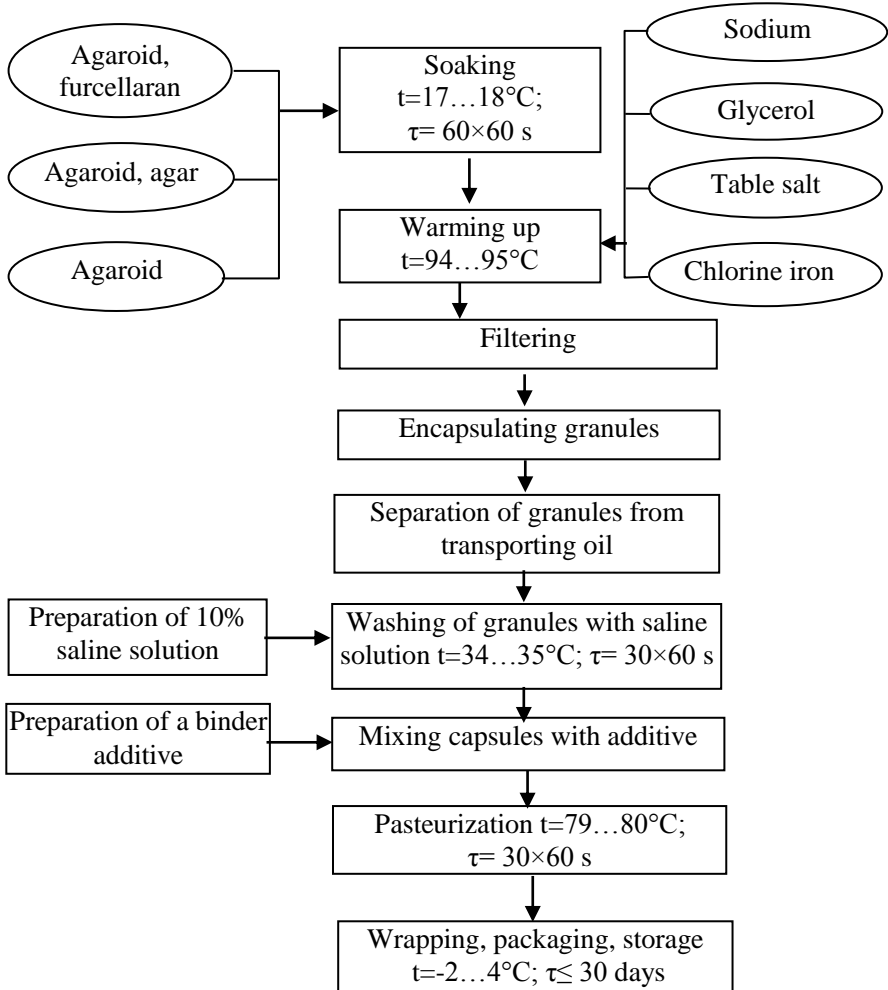 Agaroid,
furcellaran
Agaroid, agar
Agaroid
Soaking
t=17…18°C;
τ= 60×60 s
Sodium
Glycerol
Table salt
Chlorine iron
Warming up
t=94…95°C
Filtering
Encapsulating granules
Separation of granules from
transporting oil
Preparation of 10%
saline solution
Washing of granules with saline
solution t=34…35°C; τ= 30×60 s
Preparation of a binder
additive
Mixing capsules with additive
Pasteurization t=79…80°C;
τ= 30×60 s
Wrapping, packaging, storage
t=-2…4°C; τ≤ 30 days